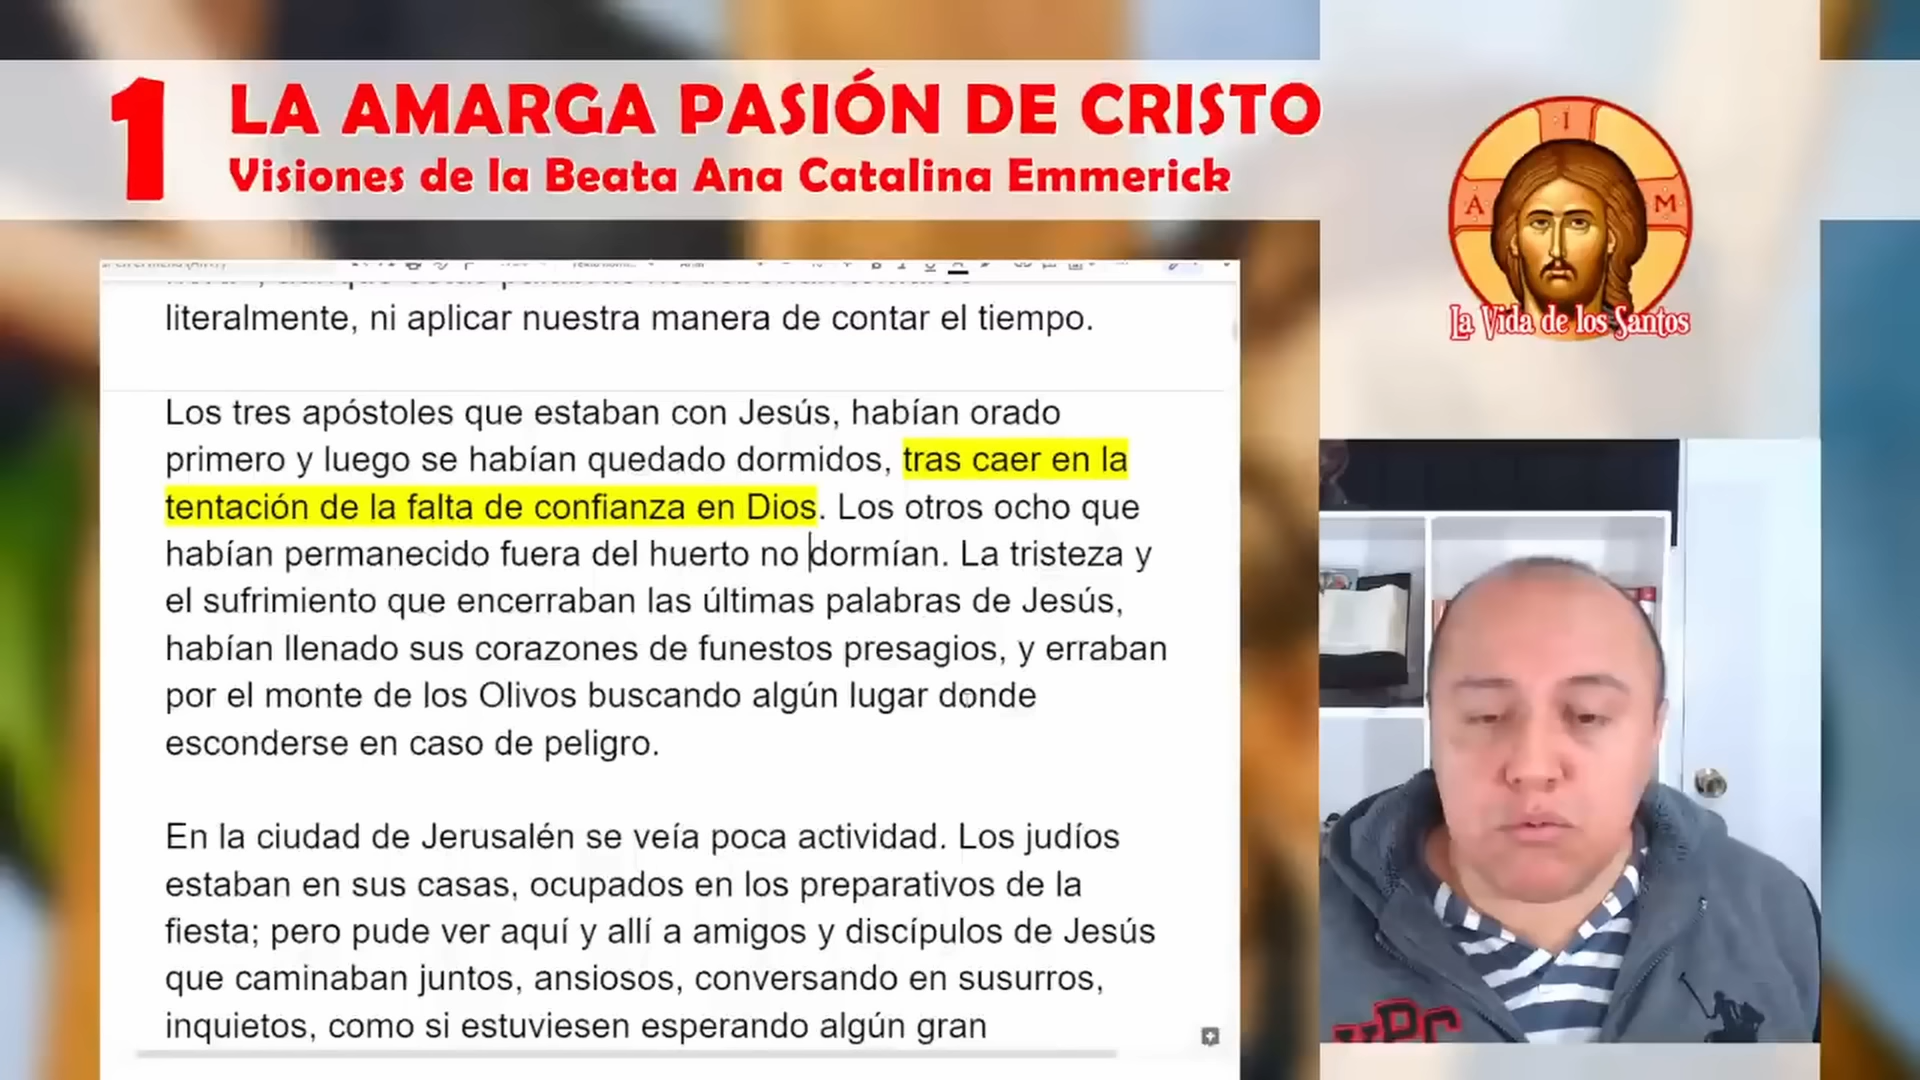 1
LA AMARGA PASIÓN DE CRISTO
Visiones de la Beata Ana Catalina Emmerick
I
A M
La Vida de los Santos
literalmente, ni aplicar nuestra manera de contar el tiempo.
Los tres apóstoles que estaban con Jesús, habían orado
primero y luego se habían quedado dormidos, tras caer en la
tentación de la falta de confianza en Dios. Los otros ocho que
habían permanecido fuera del huerto no dormían. La tristeza y
el sufrimiento que encerraban las últimas palabras de Jesús,
habían llenado sus corazones de funestos presagios, y erraban
por el monte de los Olivos buscando algún lugar donde
esconderse en caso de peligro.
En la ciudad de Jerusalén se veía poca actividad. Los judíos
estaban en sus casas, ocupados en los preparativos de la
fiesta; pero pude ver aquí y allí a amigos y discípulos de Jesús
que caminaban juntos, ansiosos, conversando en susurros,
inquietos, como si estuviesen esperando algún gran